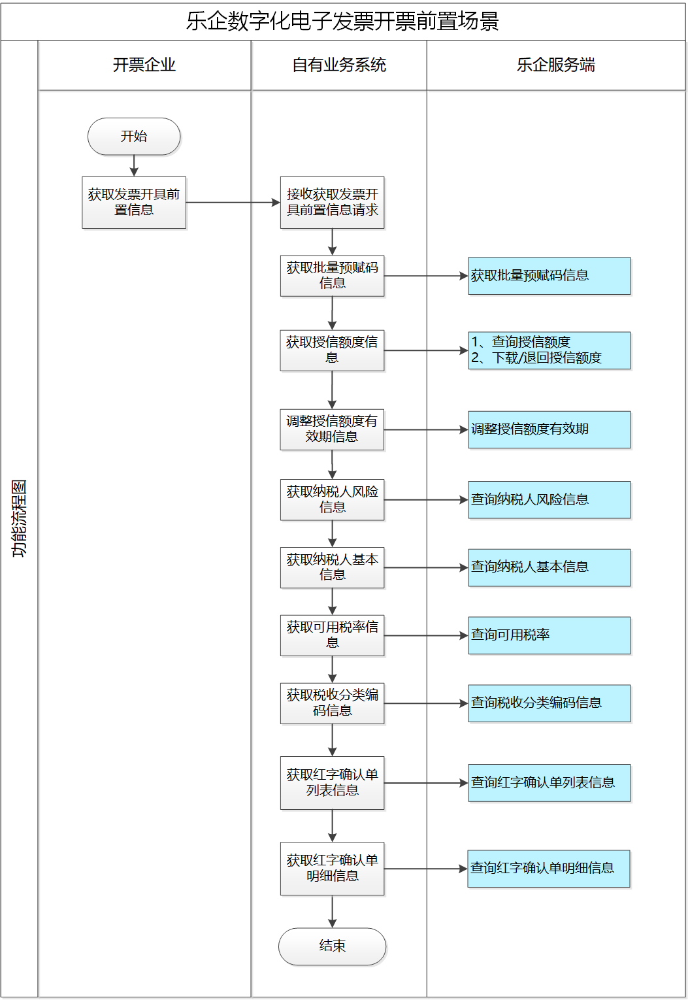 乐企数字化电子发票开票前置场景
开票企业
自有业务系统
乐企服务端
功能流程图
开始
获取发票开具前
置信息
接收获取发票开
具前置信息请求
获取批量预赋码
信息
获取批量预赋码信息
获取授信额度信
息
1、查询授信额度
2、下载/退回授信额度
调整授信额度有
效期信息
调整授信额度有效期
获取纳税人风险
信息
查询纳税人风险信息
获取纳税人基本
信息
查询纳税人基本信息
获取可用税率信
息
查询可用税率
获取税收分类编
码信息
查询税收分类编码信息
获取红字确认单
列表信息
查询红字确认单列表信息
获取红字确认单
明细信息
查询红字确认单明细信息
结束